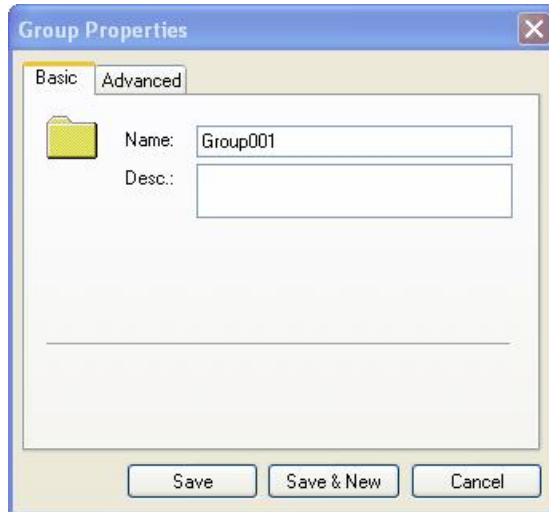 Group Properties
Basic Advanced
Name: Group001
Desc.:
Save Save & New Cancel